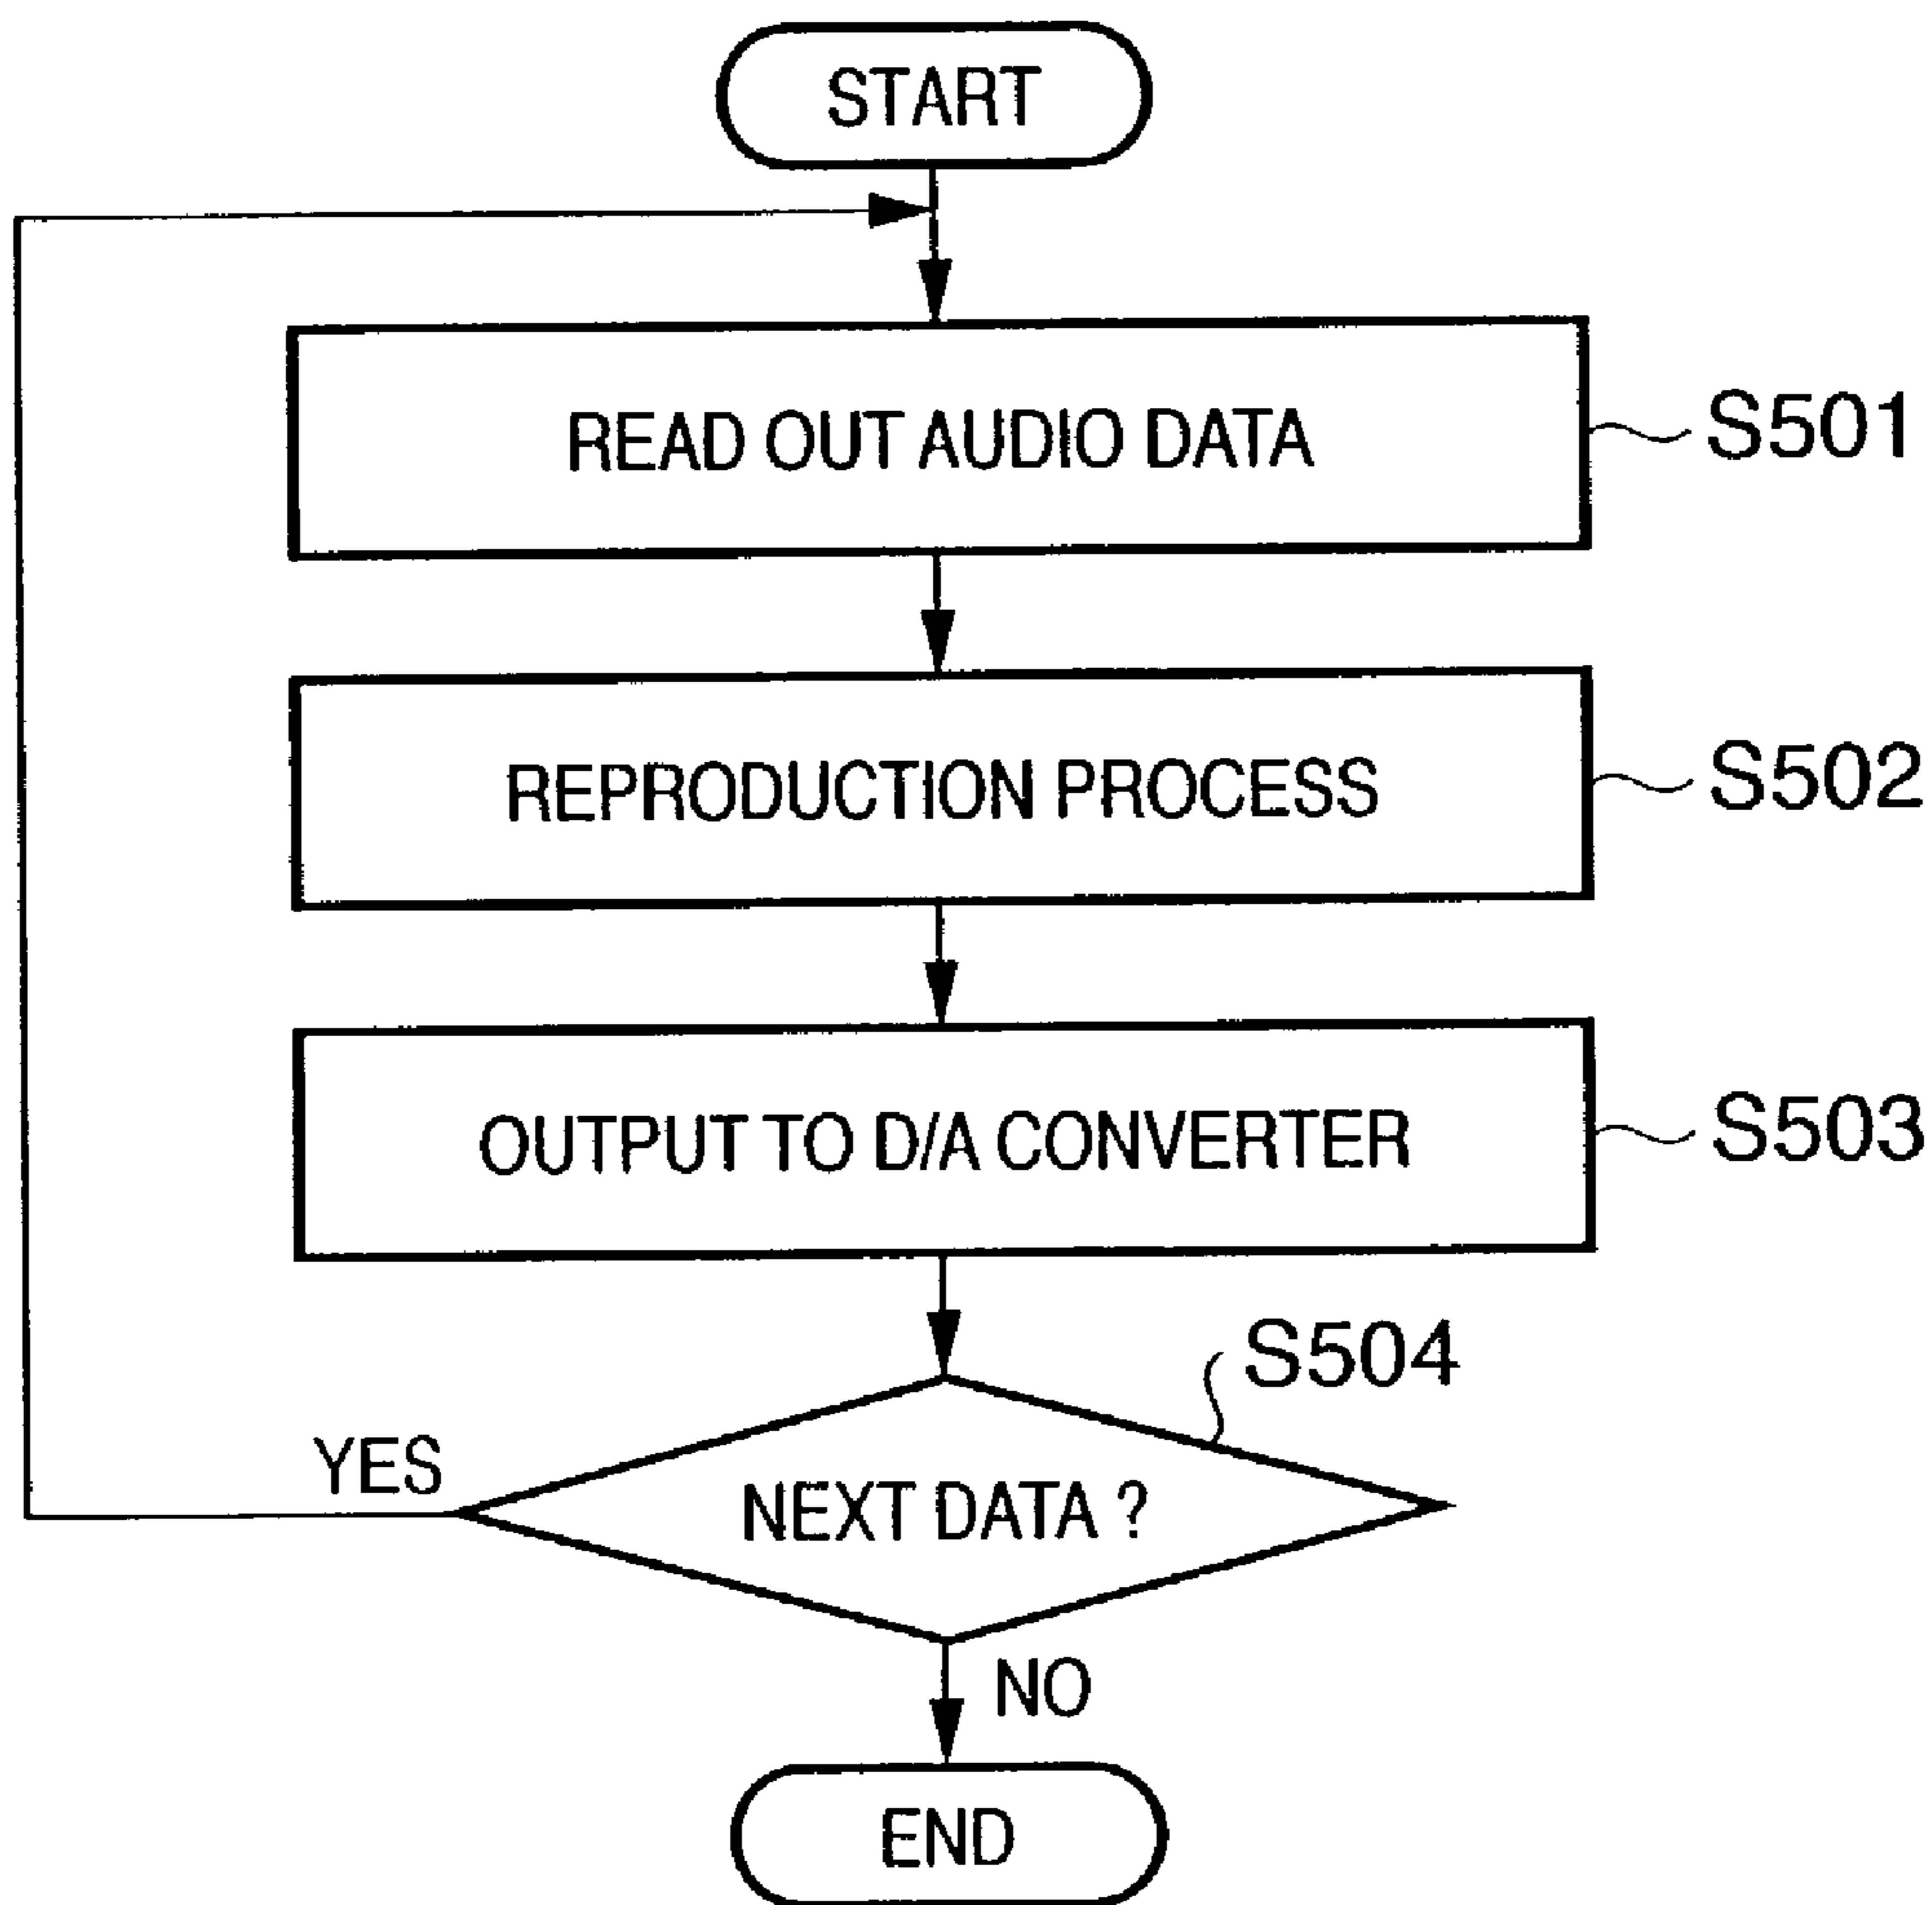 START
READ OUT AUDIO DATA
S501
REPRODUCTION PROCESS
S502
OUTPUT TO D/A CONVERTER
S503
S504
YES
NEXT DATA ?
NO
END